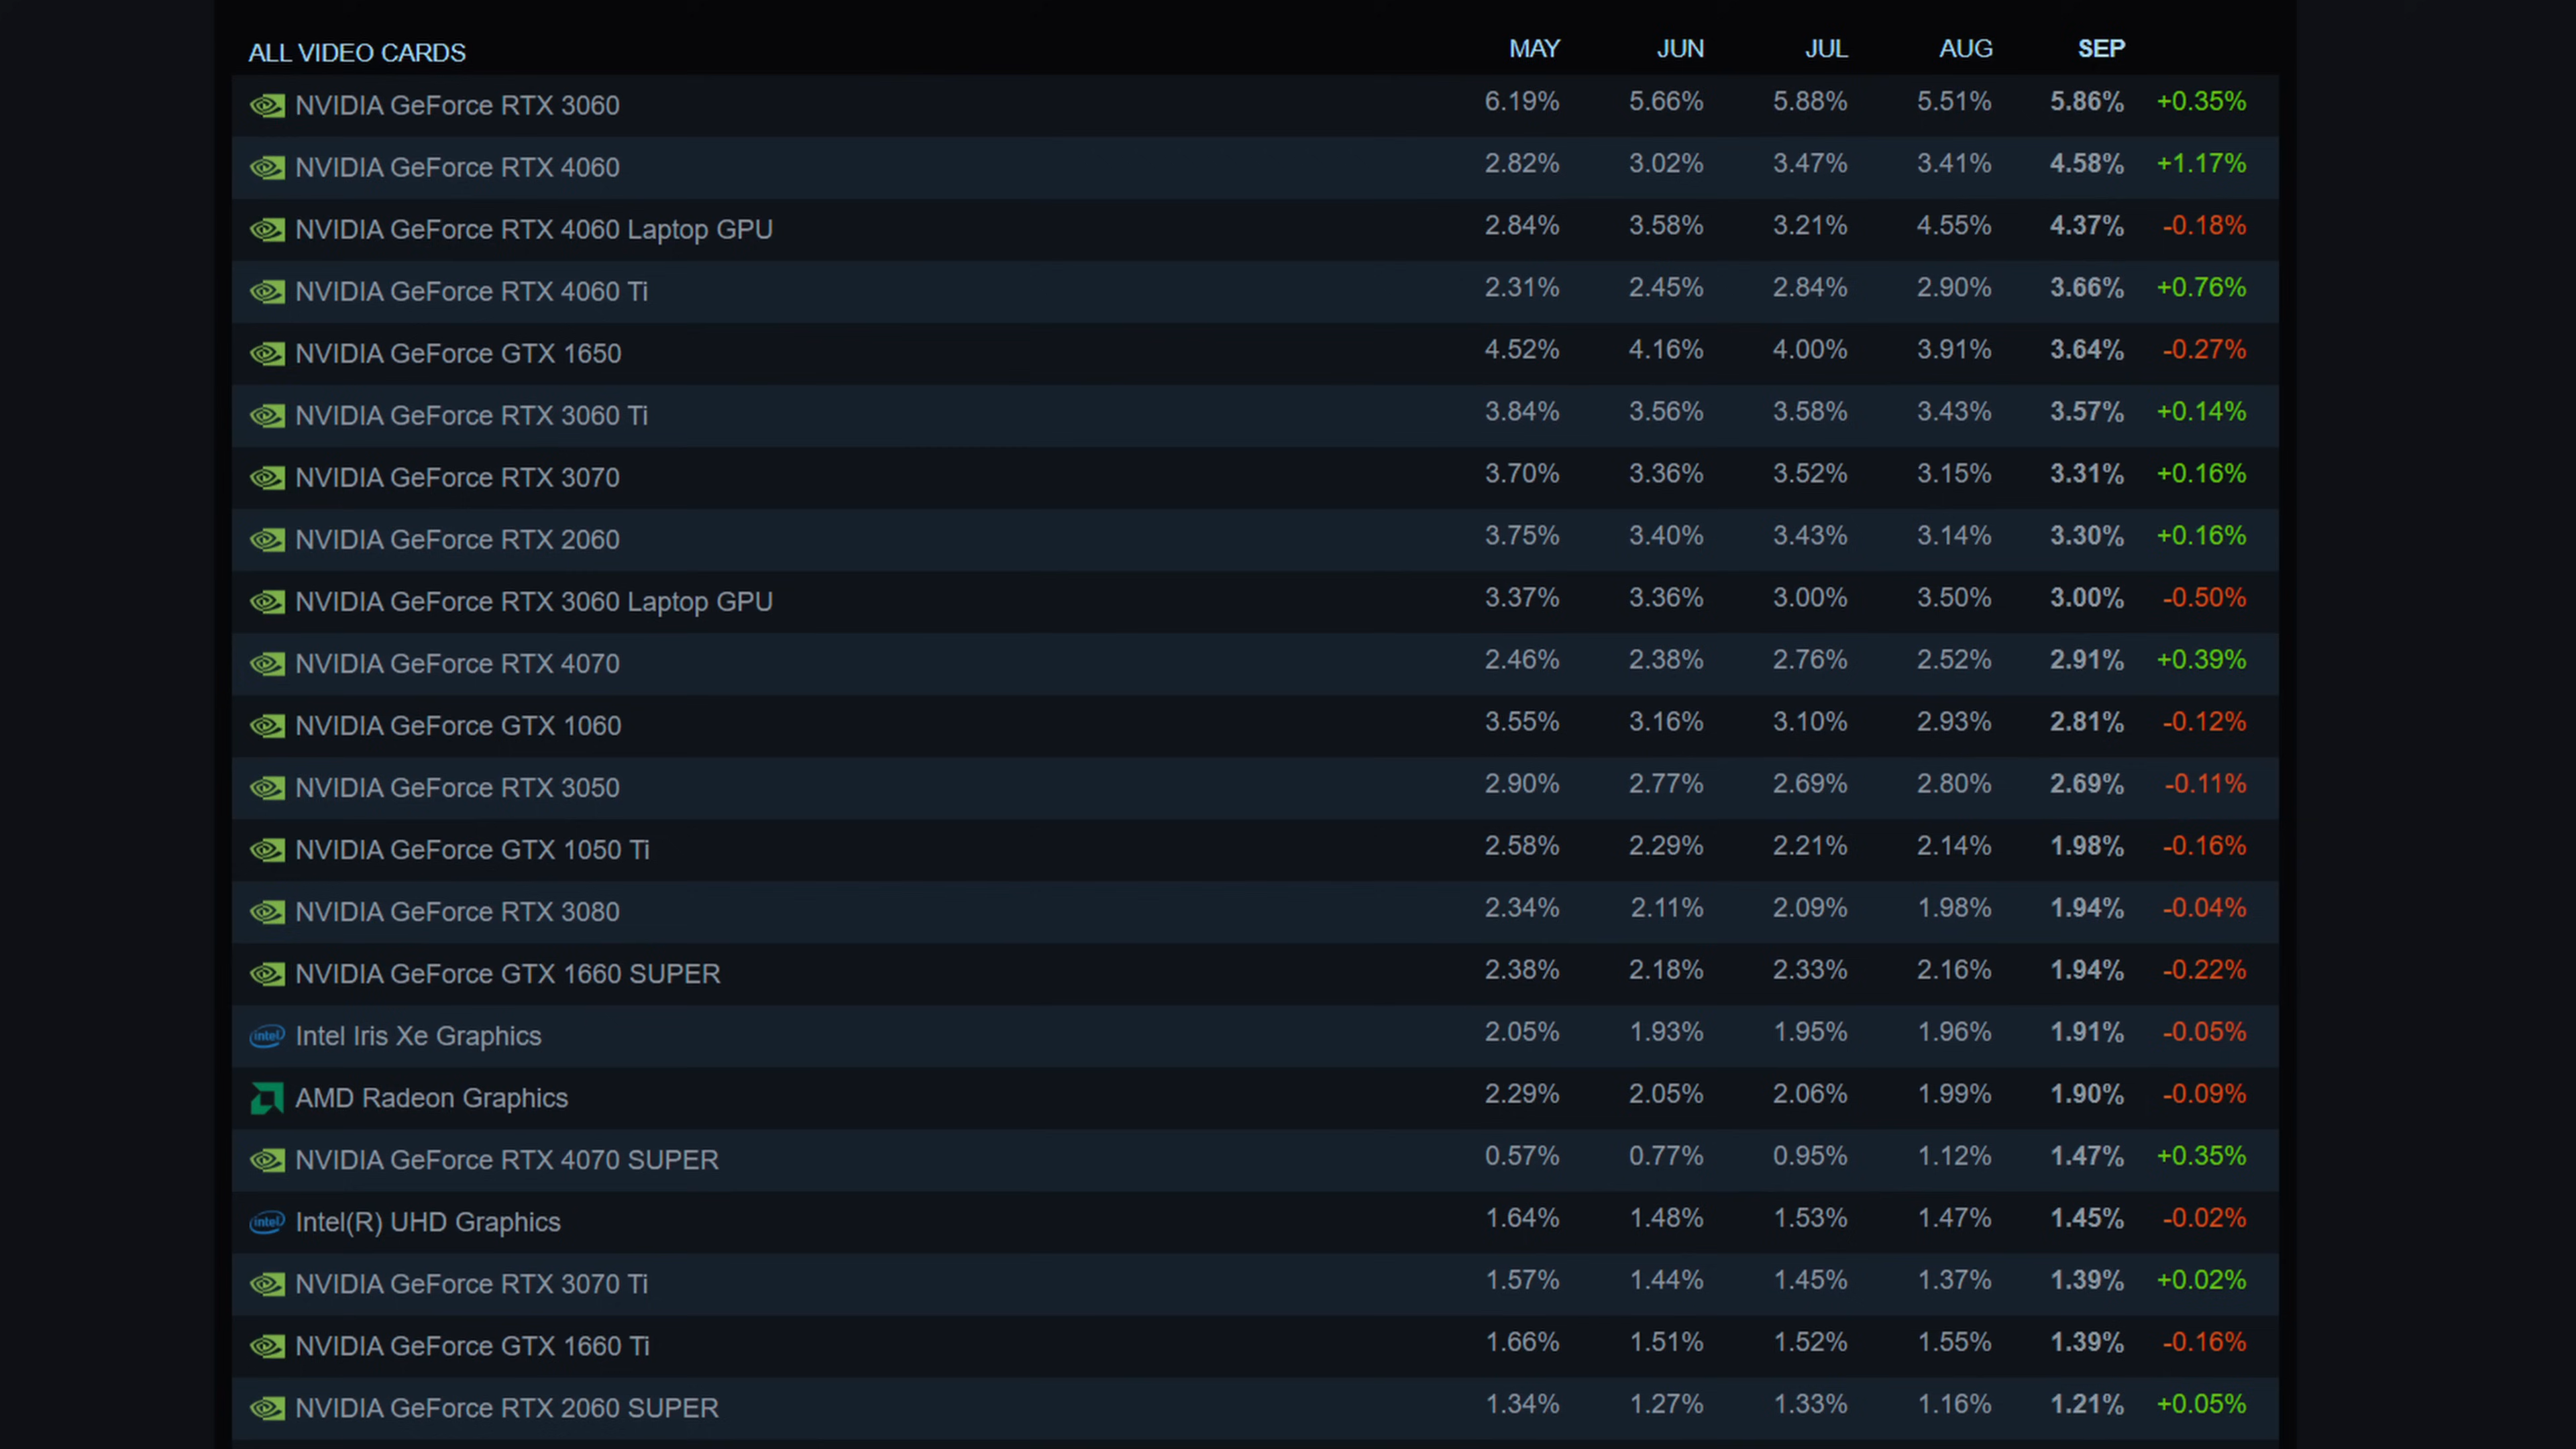 ALL VIDEO CARDS MAY JUN JUL AUG SEP
NVIDIA GeForce RTX 3060 6.19% 5.66% 5.88% 5.51% 5.86% +0.35%
NVIDIA GeForce RTX 4060 2.82% 3.02% 3.47% 3.41% 4.58% +1.17%
NVIDIA GeForce RTX 4060 Laptop GPU 2.84% 3.58% 3.21% 4.55% 4.37% -0.18%
NVIDIA GeForce RTX 4060 Ti 2.31% 2.45% 2.84% 2.90% 3.66% +0.76%
NVIDIA GeForce GTX 1650 4.52% 4.16% 4.00% 3.91% 3.64% -0.27%
NVIDIA GeForce RTX 3060 Ti 3.84% 3.56% 3.58% 3.43% 3.57% +0.14%
NVIDIA GeForce RTX 3070 3.70% 3.36% 3.52% 3.15% 3.31% +0.16%
NVIDIA GeForce RTX 2060 3.75% 3.40% 3.43% 3.14% 3.30% +0.16%
NVIDIA GeForce RTX 3060 Laptop GPU 3.37% 3.36% 3.00% 3.50% 3.00% -0.50%
NVIDIA GeForce RTX 4070 2.46% 2.38% 2.76% 2.52% 2.91% +0.39%
NVIDIA GeForce GTX 1060 3.55% 3.16% 3.10% 2.93% 2.81% -0.12%
NVIDIA GeForce RTX 3050 2.90% 2.77% 2.69% 2.80% 2.69% -0.11%
NVIDIA GeForce GTX 1050 Ti 2.58% 2.29% 2.21% 2.14% 1.98% -0.16%
NVIDIA GeForce RTX 3080 2.34% 2.11% 2.09% 1.98% 1.94% -0.04%
NVIDIA GeForce GTX 1660 SUPER 2.38% 2.18% 2.33% 2.16% 1.94% -0.22%
intel Intel Iris Xe Graphics 2.05% 1.93% 1.95% 1.96% 1.91% -0.05%
AMD Radeon Graphics 2.29% 2.05% 2.06% 1.99% 1.90% -0.09%
NVIDIA GeForce RTX 4070 SUPER 0.57% 0.77% 0.95% 1.12% 1.47% +0.35%
intel Intel(R) UHD Graphics 1.64% 1.48% 1.53% 1.47% 1.45% -0.02%
NVIDIA GeForce RTX 3070 Ti 1.57% 1.44% 1.45% 1.37% 1.39% +0.02%
NVIDIA GeForce GTX 1660 Ti 1.66% 1.51% 1.52% 1.55% 1.39% -0.16%
NVIDIA GeForce RTX 2060 SUPER 1.34% 1.27% 1.33% 1.16% 1.21% +0.05%